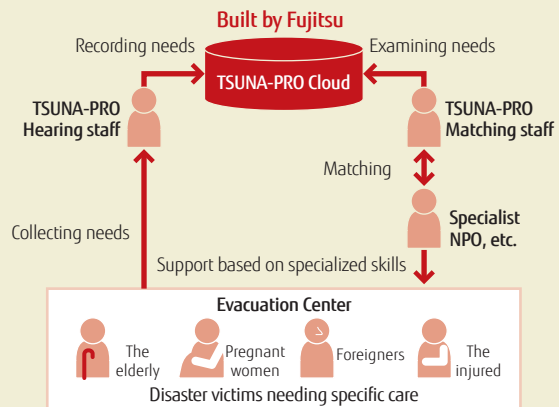 Built by Fujitsu
Recording needs
Examining needs
TSUNA-PRO Cloud
TSUNA-PRO
Hearing staff
TSUNA-PRO
Matching staff
Matching
Collecting needs
Specialist
NPO, etc.
Support based on specialized skills
Evacuation Center
The
elderly
Pregnant
women
Foreigners
The
injured
Disaster victims needing specific care